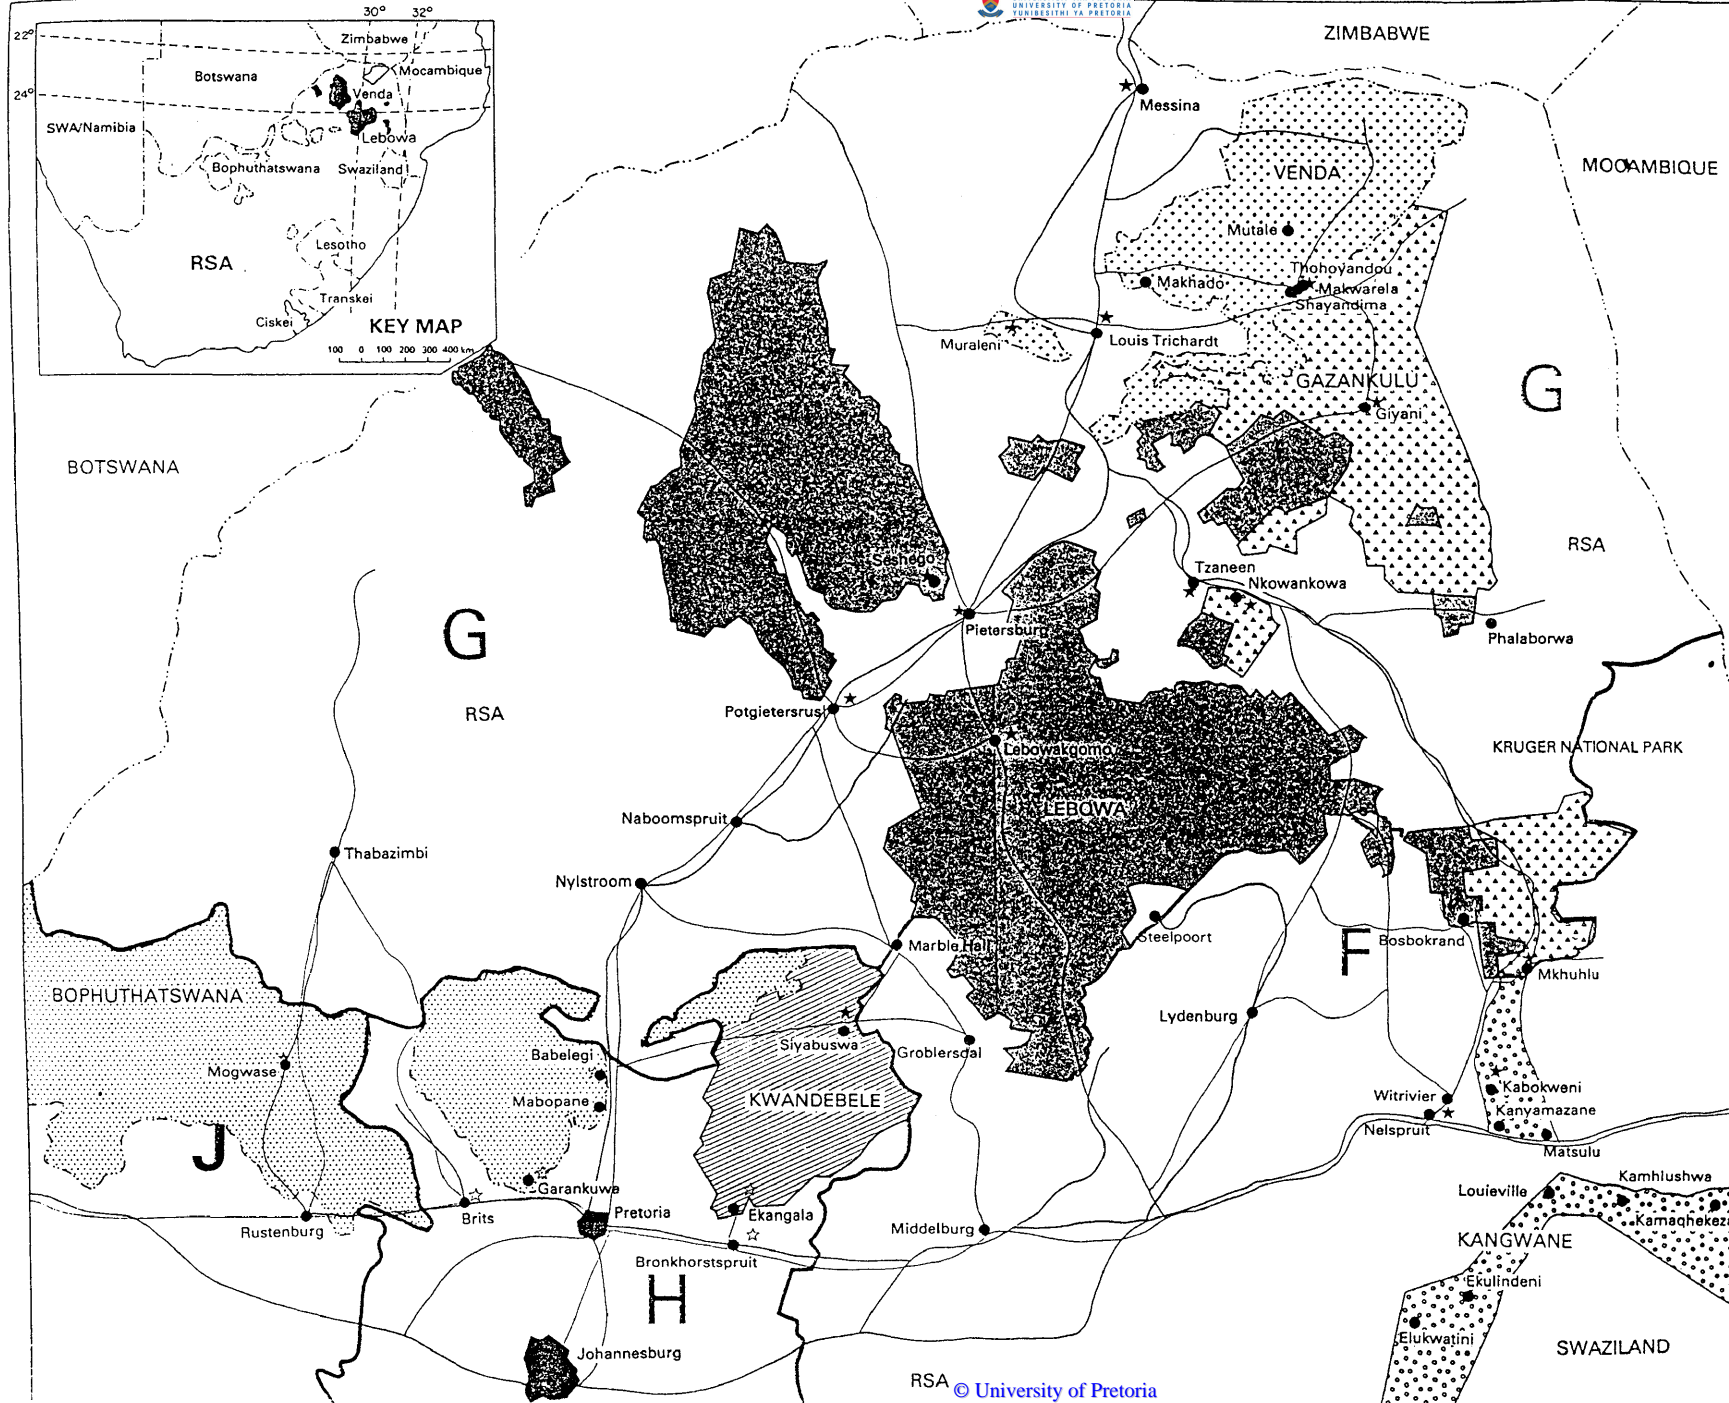 UNIVERSITY OF PRETORIA
YUNIBESITHI YA PRETORIA
30° 32°
22°
24°
Zimbabwe
Botswana
Mocambique
Venda
SWA/Namibia
Lebowa
Bophuthatswana
Swaziland
RSA
Lesotho
Transkei
Ciskei
KEY MAP
100 0 100 200 300 400 km
ZIMBABWE
Messina
MOCAMBIQUE
VENDA
Mutale
Thohoyandou
Makhado
Makwarela
Shayandima
Muraleni
Louis Trichardt
GAZANKULU
G
Giyani
BOTSWANA
RSA
Seshego
Tzaneen
Nkowankowa
G
Pietersburg
Phalaborwa
RSA
Potgietersrus
Lebowakgomo
KRUGER NATIONAL PARK
LEBOWA
Naboomspruit
Thabazimbi
Nylstroom
Steelpoort
Marble Hall
Bosbokrand
F
Mkhuhlu
BOPHUTHATSWANA
Lydenburg
Siyabuswa
Groblersdal
Babelegi
Mogwase
Mabopane
KWANDEBELE
Kabokweni
Witrivier
Kanyamazane
Nelspruit
Matsulu
J
Garankuwa
Kamhlushwa
Louieville
Pretoria
Ekangala
Brits
Rustenburg
Middelburg
Kamaqhekeza
KANGWANE
Bronkhorstspruit
Ekulindeni
H
Elukwatini
SWAZILAND
Johannesburg
RSA
© University of Pretoria